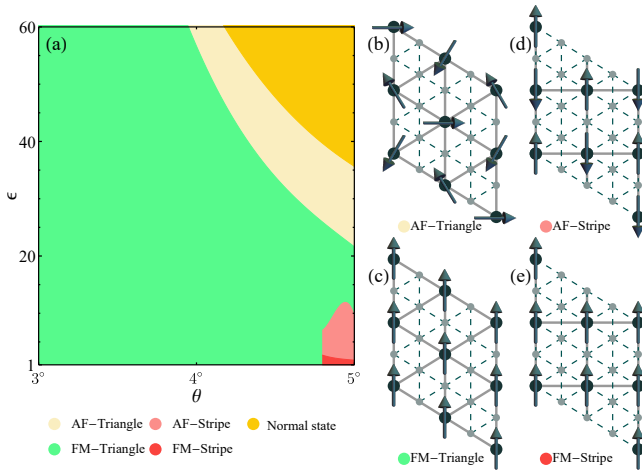 (a)
60
40
20
1
ϵ
3°
4°
5°
θ
AF−Triangle
AF−Stripe
Normal state
FM−Triangle
FM−Stripe
(b)
AF−Triangle
(d)
AF−Stripe
(c)
FM−Triangle
(e)
FM−Stripe